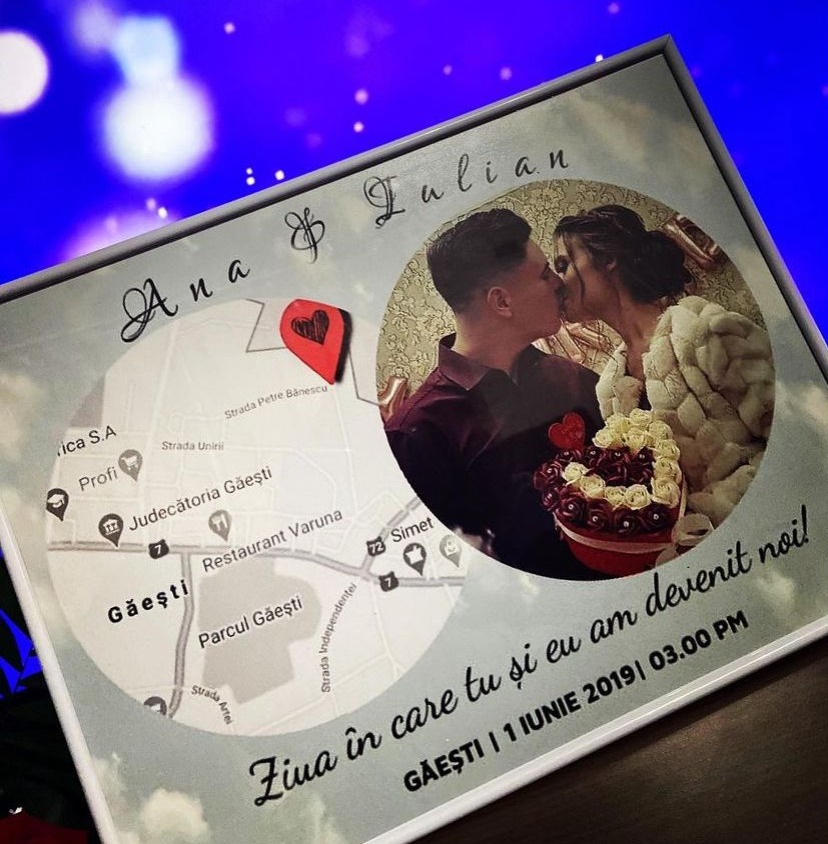 Ana & Iulian
Strada Petre Bănescu
rica S.A
Strada Unirii
Profi
Judecătoria Găești
7
Restaurant Varuna
72
Simet
7
Găești
Parcul Găești
Strada Independenței
Strada Artei
Ziua în care tu și eu am devenit noi!
GĂEȘTI | 1 IUNIE 2019| 03.00 PM